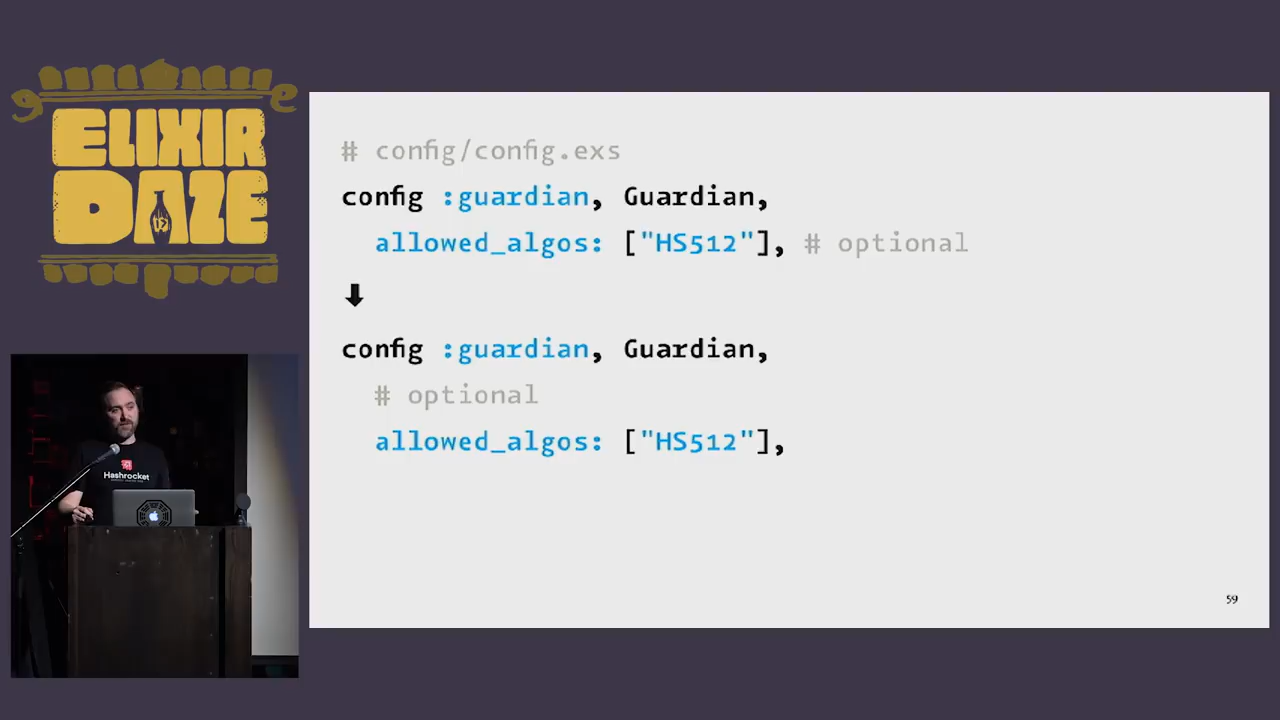 ELIXIR
DAZE
# config/config.exs
config :guardian, Guardian,
allowed_algos: ["HS512"], # optional
⬇
config :guardian, Guardian,
# optional
allowed_algos: ["HS512"],
Hashrocket
59